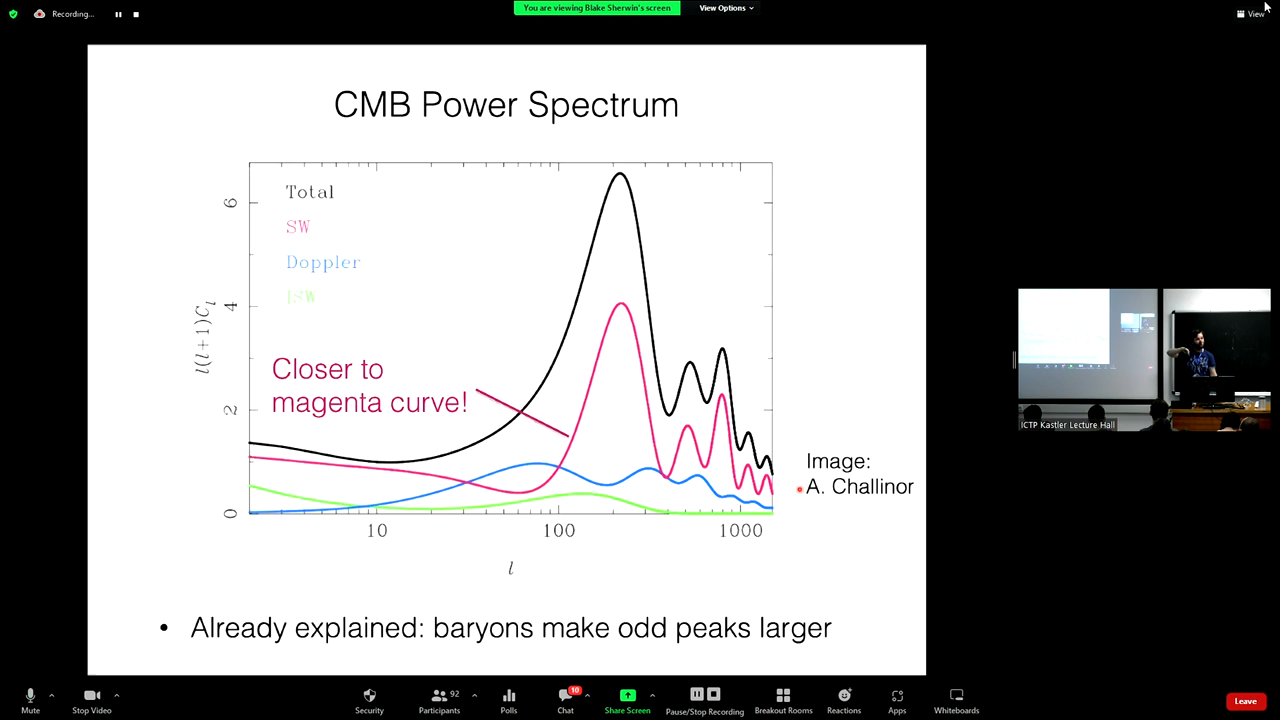 Recording...
You are viewing Blake Sherwin's screen
View Options
View
CMB Power Spectrum
Total
SW
Doppler
ISW
6
4
2
0
l(l+1)C_l
10
100
1000
l
Closer to
magenta curve!
Image:
A. Challinor
• Already explained: baryons make odd peaks larger
ICTP Kastler Lecture Hall
Mute
Stop Video
Security
92
Participants
Polls
10
Chat
Share Screen
Pause/Stop Recording
Breakout Rooms
Reactions
Apps
Whiteboards
Leave